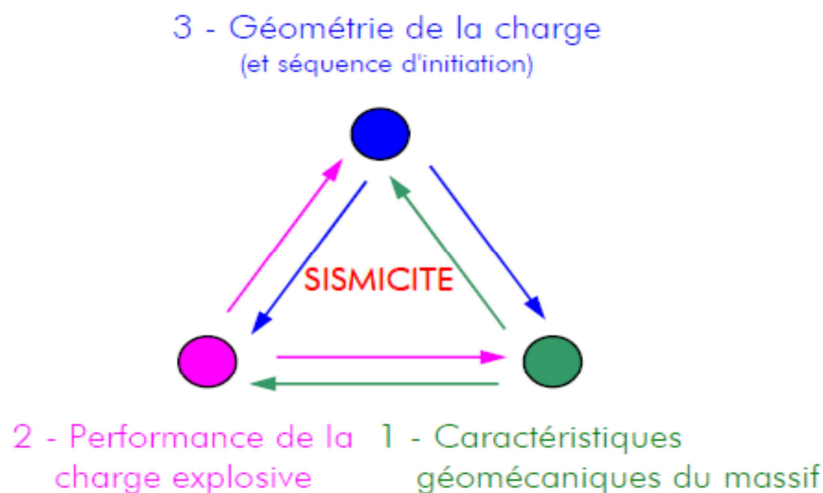 3 - Géométrie de la charge
(et séquence d'initiation)
SISMICITE
2 - Performance de la
charge explosive
1 - Caractéristiques
géomécaniques du massif